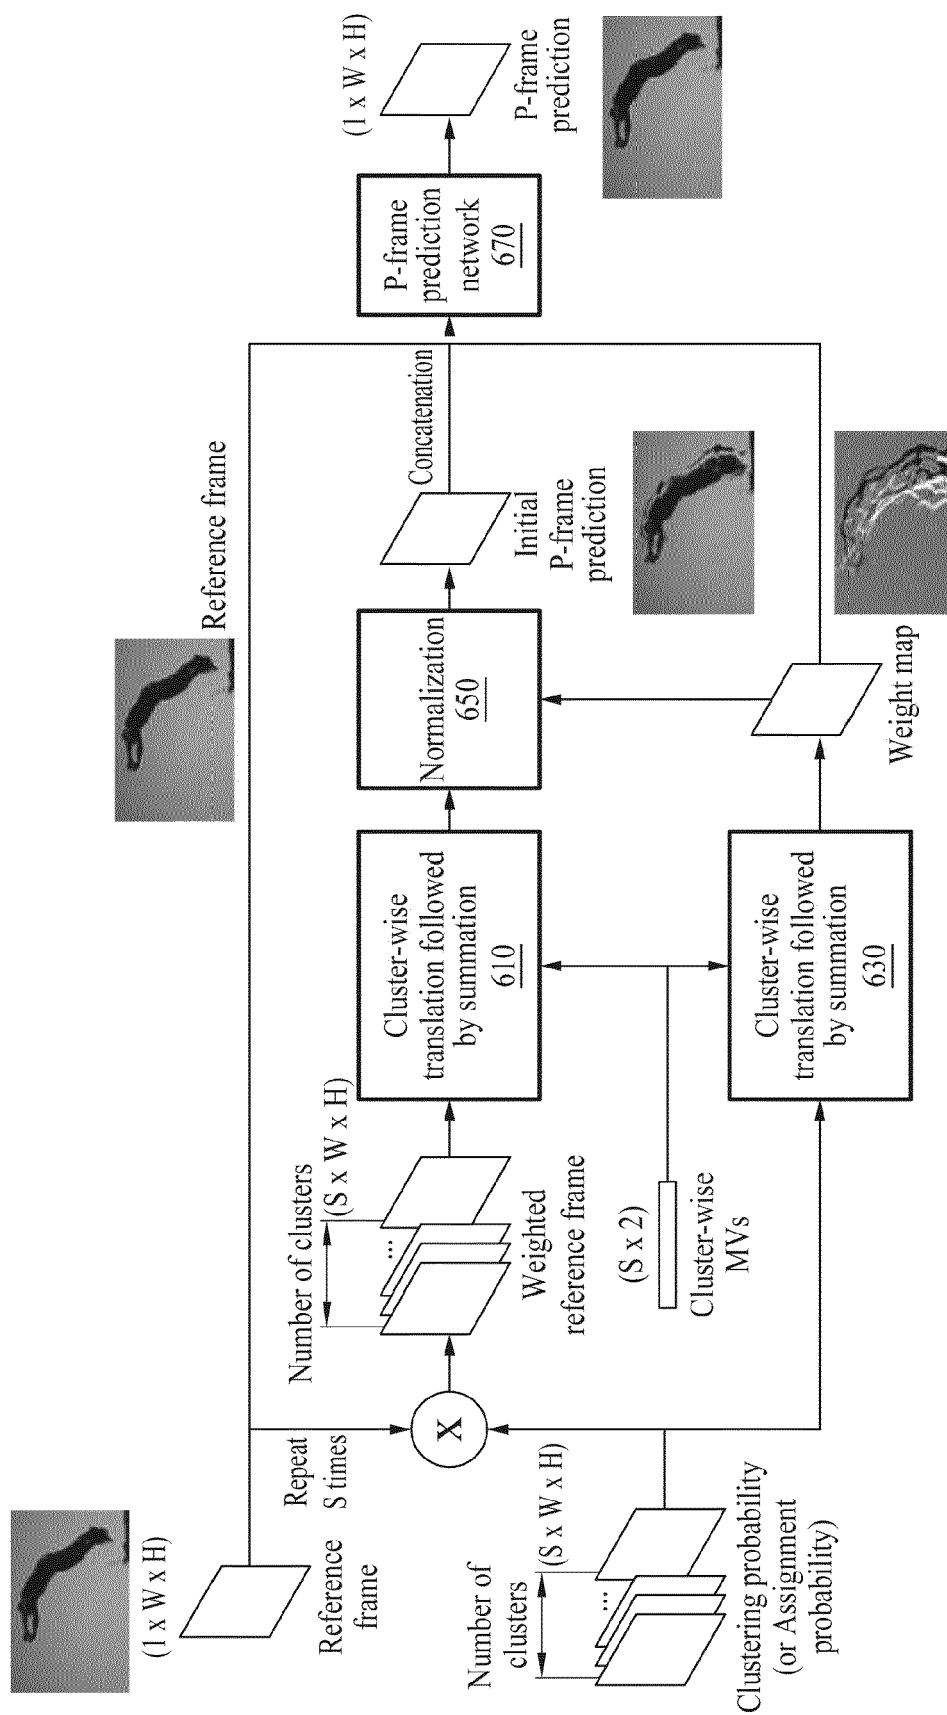 (1 x W x H)
Reference
frame
Repeat
S times
Reference frame
Number of
clusters
(S x W x H)
Clustering probability
(or Assignment
probability)
X
Number of clusters
(S x W x H)
...
Weighted
reference frame
...
(S x 2)
Cluster-wise
MVs
Cluster-wise
translation followed
by summation
610
Cluster-wise
translation followed
by summation
630
Normalization
650
Weight map
Initial
P-frame
prediction
Concatenation
P-frame
prediction
network
670
(1 x W x H)
P-frame
prediction